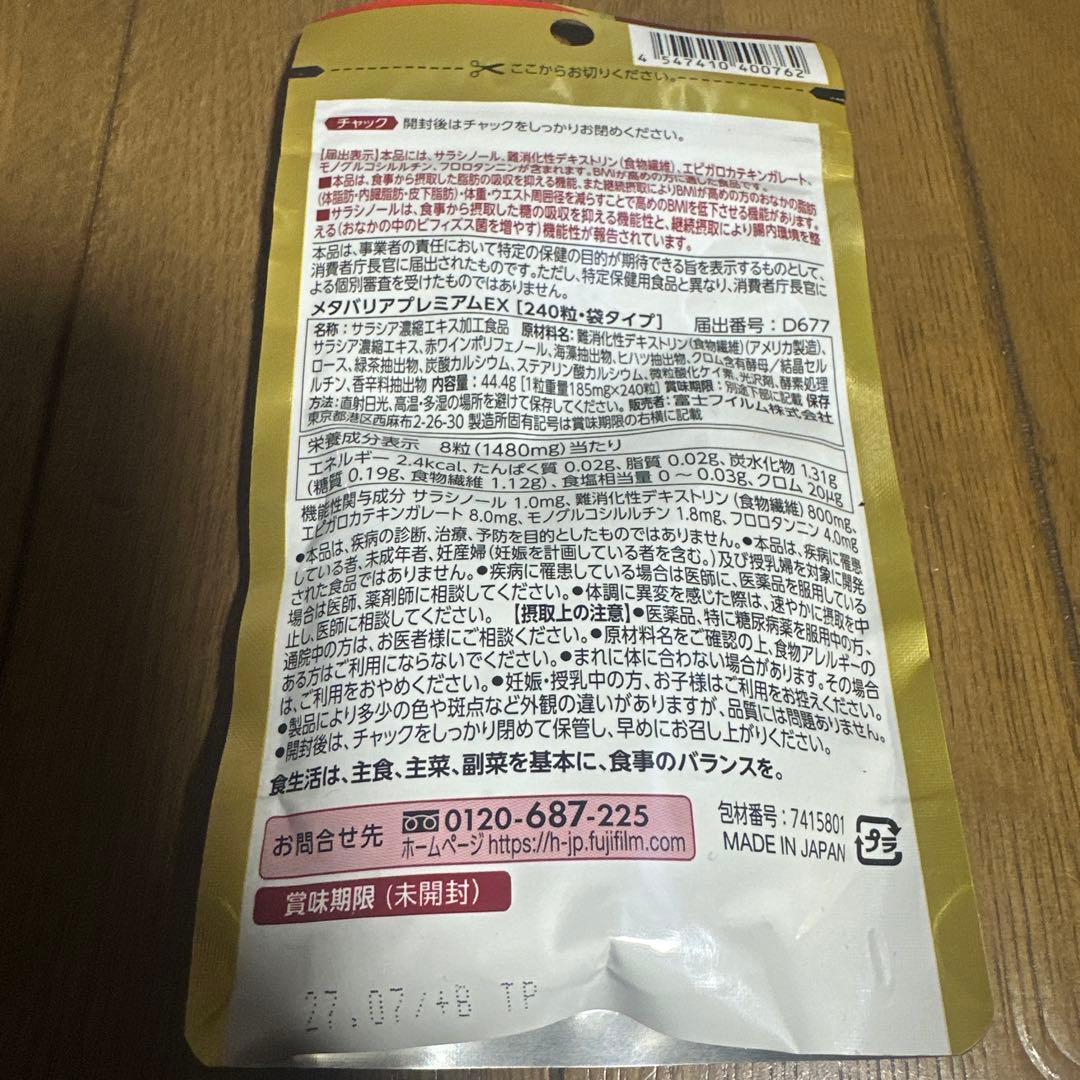 4 547410 400762
ここからお切りください。
チャック 開封後はチャックをしっかりお閉めください。
【届出表示】本品には、サラシノール、難消化性デキストリン(食物繊維)、エピガロカテキンガレート、
モノグルコシルルチン、フロロタンニンが含まれます。BMIが高めの方に適した食品です。
■本品は、食事から摂取した脂肪の吸収を抑える機能、また継続摂取によりBMIが高めの方のおなかの脂肪
(体脂肪・内臓脂肪・皮下脂肪)・体重・ウエスト周囲径を減らすことで高めのBMIを低下させる機能があります。
■サラシノールは、食事から摂取した糖の吸収を抑える機能性と、継続摂取により腸内環境を整
える(おなかの中のビフィズス菌を増やす)機能性が報告されています。
本品は、事業者の責任において特定の保健の目的が期待できる旨を表示するものとして、
消費者庁長官に届出されたものです。ただし、特定保健用食品と異なり、消費者庁長官に
よる個別審査を受けたものではありません。
メタバリアプレミアムEX [240粒・袋タイプ] 届出番号:D677
名称:サラシア濃縮エキス加工食品 原材料名:難消化性デキストリン(食物繊維)(アメリカ製造)、
サラシア濃縮エキス、赤ワインポリフェノール、海藻抽出物、ヒハツ抽出物、クロム含有酵母/結晶セル
ロース、緑茶抽出物、炭酸カルシウム、ステアリン酸カルシウム、微粒酸化ケイ素、光沢剤、酵素処理
ルチン、香辛料抽出物 内容量:44.4g[1粒重量185mg×240粒] 賞味期限:別途下部に記載 保存
方法:直射日光、高温・多湿の場所を避けて保存してください。 販売者:富士フイルム株式会社
東京都港区西麻布2-26-30 製造所固有記号は賞味期限の右横に記載
栄養成分表示 8粒(1480mg)当たり
エネルギー 2.4kcal、たんぱく質 0.02g、脂質 0.02g、炭水化物 1.31g
(糖質 0.19g、食物繊維 1.12g)、食塩相当量 0~0.03g、クロム 20μg
機能性関与成分 サラシノール 1.0mg、難消化性デキストリン(食物繊維) 800mg、
エピガロカテキンガレート 8.0mg、モノグルコシルルチン 1.8mg、フロロタンニン 4.0mg
●本品は、疾病の診断、治療、予防を目的としたものではありません。●本品は、疾病に罹患
している者、未成年者、妊産婦(妊娠を計画している者を含む。)及び授乳婦を対象に開発
された食品ではありません。●疾病に罹患している場合は医師に、医薬品を服用している
場合は医師、薬剤師に相談してください。●体調に異変を感じた際は、速やかに摂取を中
止し、医師に相談してください。 【摂取上の注意】●医薬品、特に糖尿病薬を服用中の方、
通院中の方は、お医者様にご相談ください。●原材料名をご確認の上、食物アレルギーの
ある方はご利用にならないでください。●まれに体に合わない場合があります。その場合
は、ご利用をおやめください。●妊娠・授乳中の方、お子様はご利用をお控えください。
●製品により多少の色や斑点など外観の違いがありますが、品質には問題ありません。
●開封後は、チャックをしっかり閉めて保管し、早めにお召し上がりください。
食生活は、主食、主菜、副菜を基本に、食事のバランスを。
お問合せ先 0120-687-225
ホームページ https://h-jp.fujifilm.com
包材番号:7415801
MADE IN JAPAN
プラ
賞味期限(未開封)
27.07/+B TP